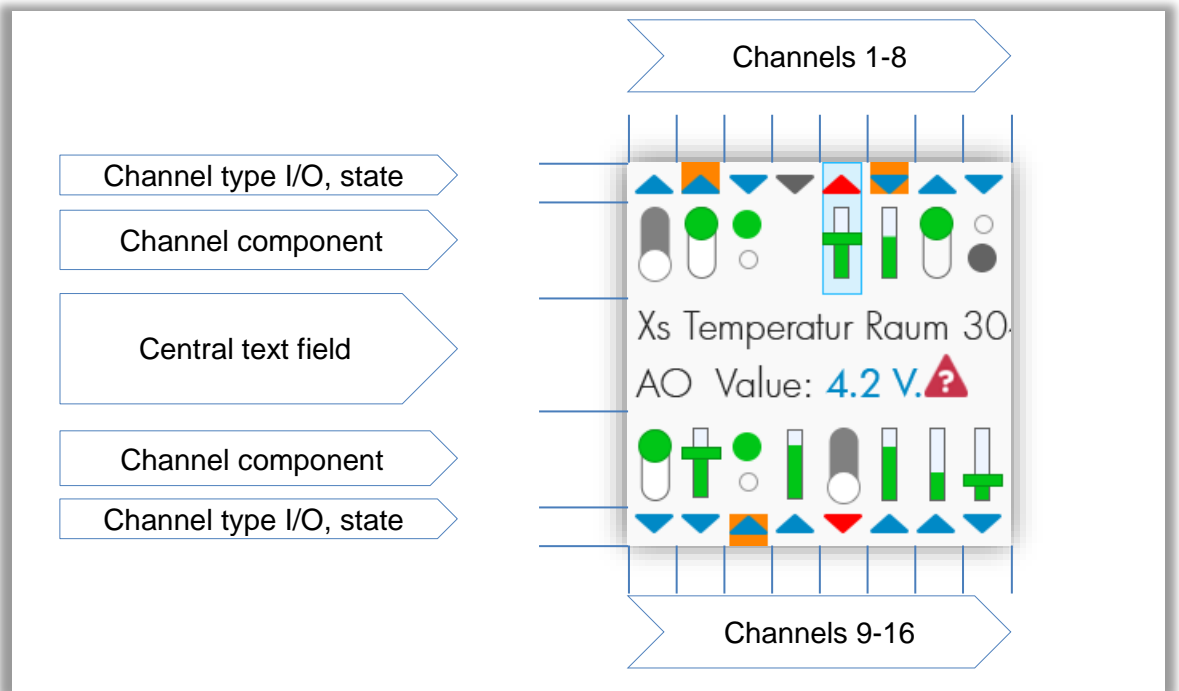 Channels 1-8
Channel type I/O, state
Channel component
Central text field
Xs Temperatur Raum 30
AO Value: 4.2 V.
?
Channel component
Channel type I/O, state
Channels 9-16